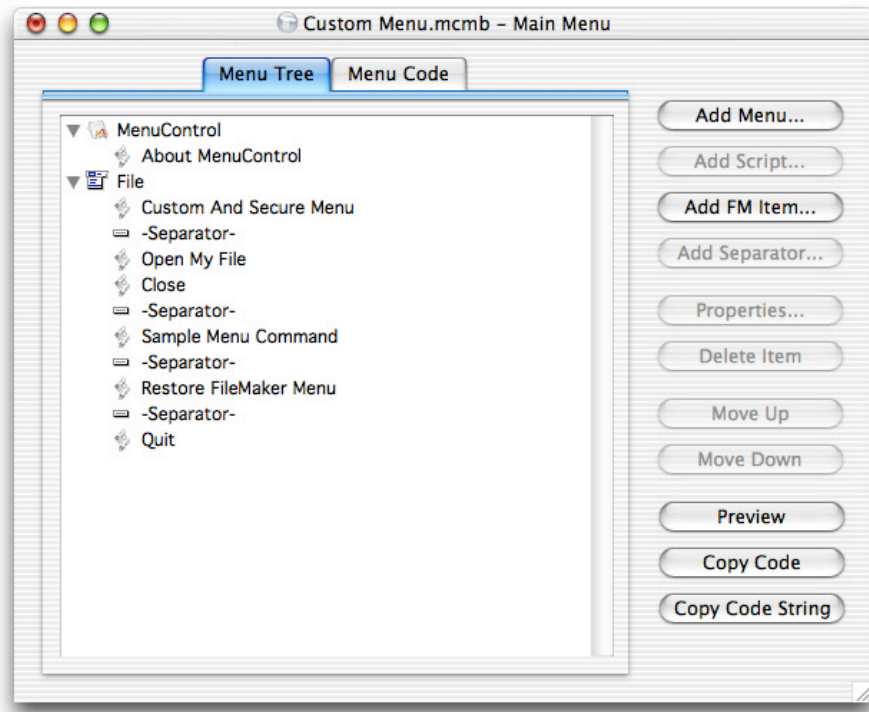 Custom Menu.mcmb – Main Menu
Menu Tree
Menu Code
MenuControl
About MenuControl
File
Custom And Secure Menu
-Separator-
Open My File
Close
-Separator-
Sample Menu Command
-Separator-
Restore FileMaker Menu
-Separator-
Quit
Add Menu...
Add Script...
Add FM Item...
Add Separator...
Properties...
Delete Item
Move Up
Move Down
Preview
Copy Code
Copy Code String